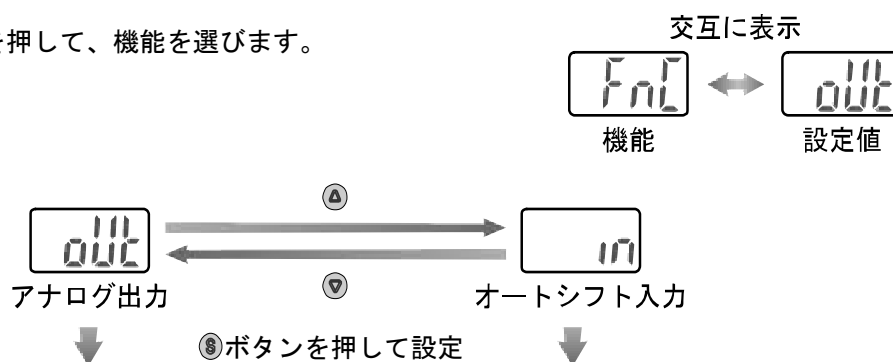 交互に表示
を押して、機能を選びます。
FnC
oUt
機能
設定値
oUt
in
アナログ出力
オートシフト入力
Ⓢボタンを押して設定